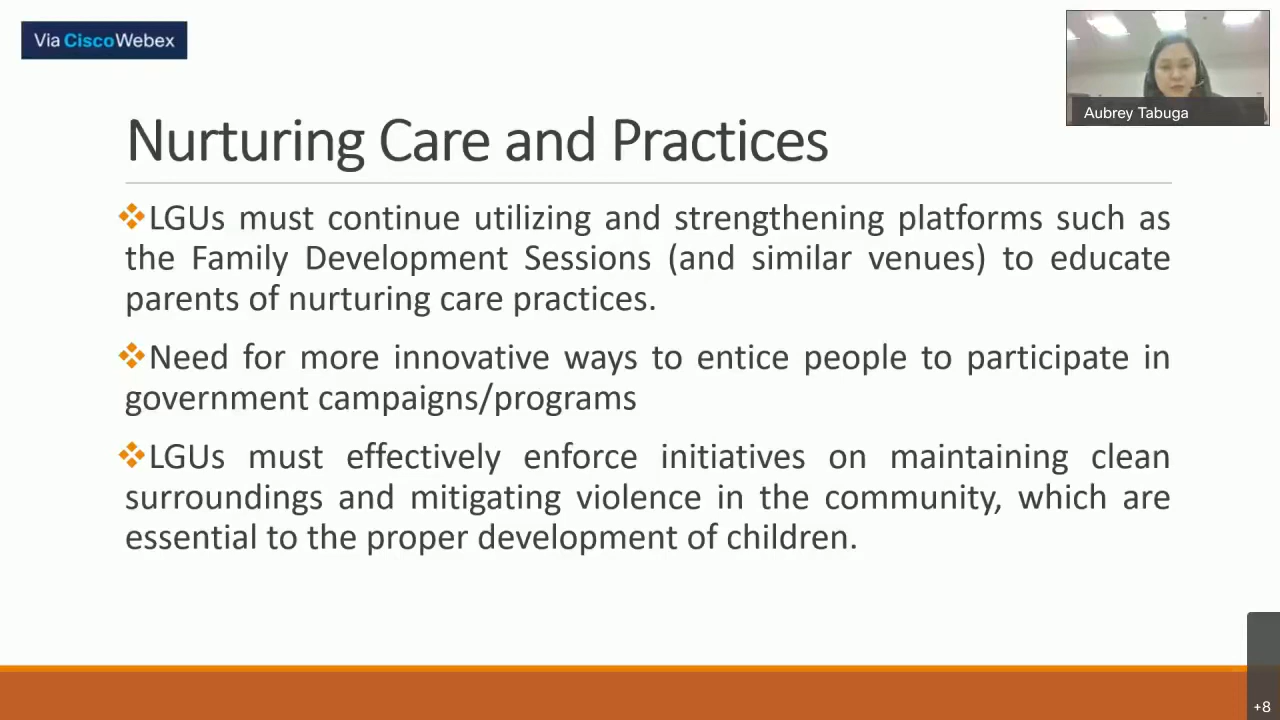 Via CiscoWebex
Aubrey Tabuga
Nurturing Care and Practices
❖LGUs must continue utilizing and strengthening platforms such as
the Family Development Sessions (and similar venues) to educate
parents of nurturing care practices.
❖Need for more innovative ways to entice people to participate in
government campaigns/programs
❖LGUs must effectively enforce initiatives on maintaining clean
surroundings and mitigating violence in the community, which are
essential to the proper development of children.
+8